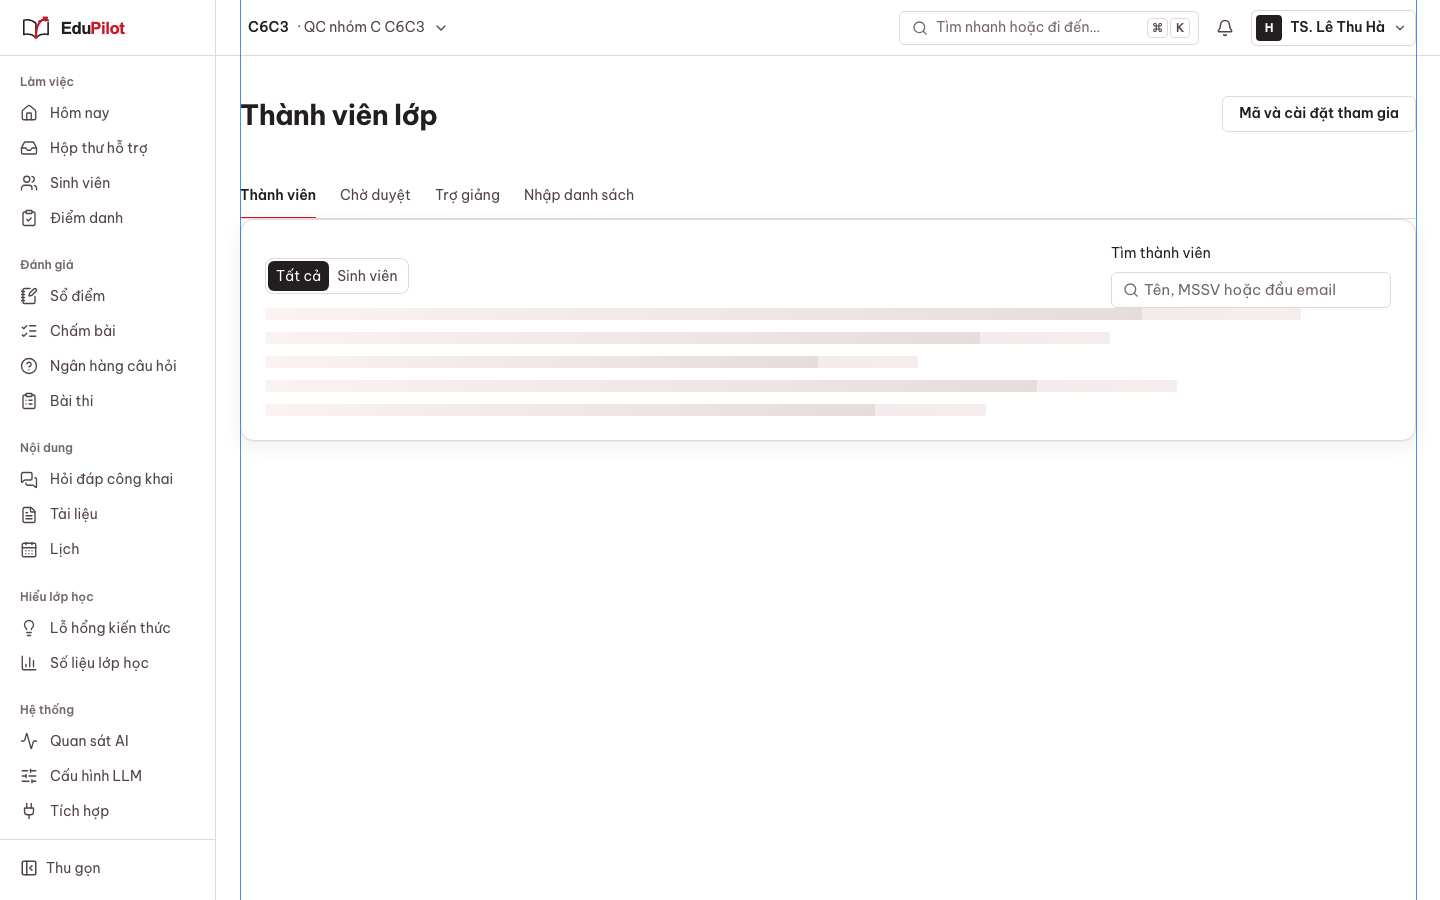 EduPilot
C6C3 · QC nhóm C C6C3
Tìm nhanh hoặc đi đến...
⌘ K
H TS. Lê Thu Hà
Làm việc
Hôm nay
Hộp thư hỗ trợ
Sinh viên
Điểm danh
Đánh giá
Sổ điểm
Chấm bài
Ngân hàng câu hỏi
Bài thi
Nội dung
Hỏi đáp công khai
Tài liệu
Lịch
Hiểu lớp học
Lỗ hổng kiến thức
Số liệu lớp học
Hệ thống
Quan sát AI
Cấu hình LLM
Tích hợp
Thu gọn
Thành viên lớp
Mã và cài đặt tham gia
Thành viên Chờ duyệt Trợ giảng Nhập danh sách
Tất cả Sinh viên
Tìm thành viên
Tên, MSSV hoặc đầu email